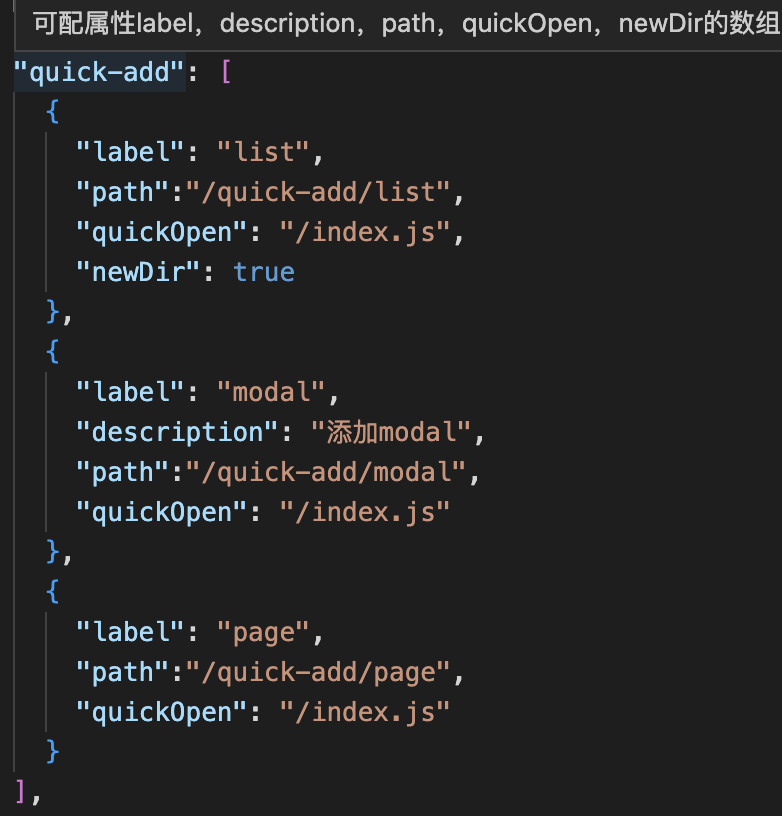 可配属性label，description，path，quickOpen，newDir的数组
"quick-add": [
{
"label": "list",
"path":"/quick-add/list",
"quickOpen": "/index.js",
"newDir": true
},
{
"label": "modal",
"description": "添加modal",
"path":"/quick-add/modal",
"quickOpen": "/index.js"
},
{
"label": "page",
"path":"/quick-add/page",
"quickOpen": "/index.js"
}
],